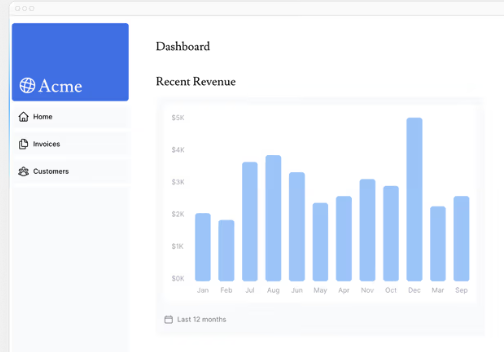 Acme
Home
Invoices
Customers
Dashboard
Recent Revenue
$5K
$4K
$3K
$2K
$1K
$0K
Jan Feb Jul Aug Jun May Apr Nov Oct Dec Mar Sep
Last 12 months